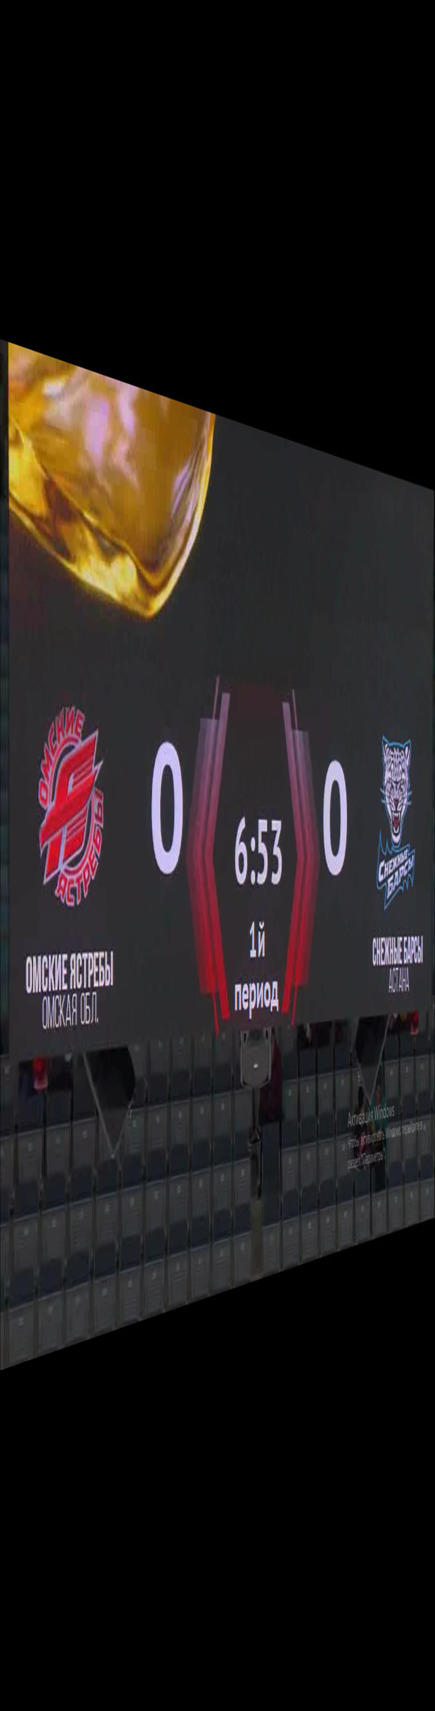 ОМСКИЕ
ЯСТРЕБЫ
0
6:53
0
1й
период
СНЕЖНЫЕ
БАРСЫ
ОМСКИЕ ЯСТРЕБЫ
ОМСКАЯ ОБЛ.
СНЕЖНЫЕ БАРСЫ
АСТАНА
Активация Windows